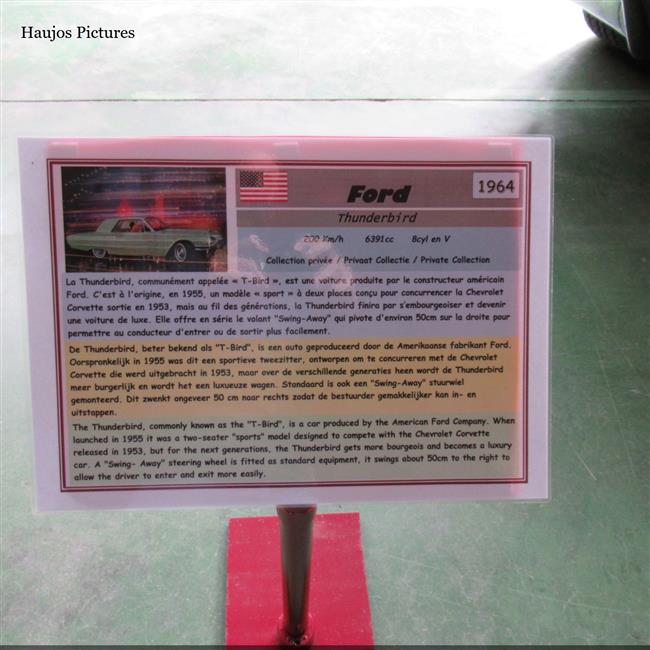 Haujos Pictures
Ford
1964
Thunderbird
200 Km/h 6391cc 8cyl en V
Collection privée / Privaat Collectie / Private Collection
La Thunderbird, communément appelée « T-Bird », est une voiture produite par le constructeur américain
Ford. C'est à l'origine, en 1955, un modèle « sport » à deux places conçu pour concurrencer la Chevrolet
Corvette sortie en 1953, mais au fil des générations, la Thunderbird finira par s'embourgeoiser et devenir
une voiture de luxe. Elle offre en série le volant "Swing-Away" qui pivote d'environ 50cm sur la droite pour
permettre au conducteur d'entrer ou de sortir plus facilement.
De Thunderbird, beter bekend als "T-Bird", is een auto geproduceerd door de Amerikaanse fabrikant Ford.
Oorspronkelijk in 1955 was dit een sportieve tweezitter, ontworpen om te concurreren met de Chevrolet
Corvette die werd uitgebracht in 1953, maar over de verschillende generaties heen wordt de Thunderbird
meer burgerlijk en wordt het een luxueuze wagen. Standaard is ook een "Swing-Away" stuurwiel
gemonteerd. Dit zwenkt ongeveer 50 cm naar rechts zodat de bestuurder gemakkelijker kan in- en
uitstappen.
The Thunderbird, commonly known as the "T-Bird", is a car produced by the American Ford Company. When
launched in 1955 it was a two-seater "sports" model designed to compete with the Chevrolet Corvette
released in 1953, but for the next generations, the Thunderbird gets more bourgeois and becomes a luxury
car. A "Swing- Away" steering wheel is fitted as standard equipment, it swings about 50cm to the right to
allow the driver to enter and exit more easily.